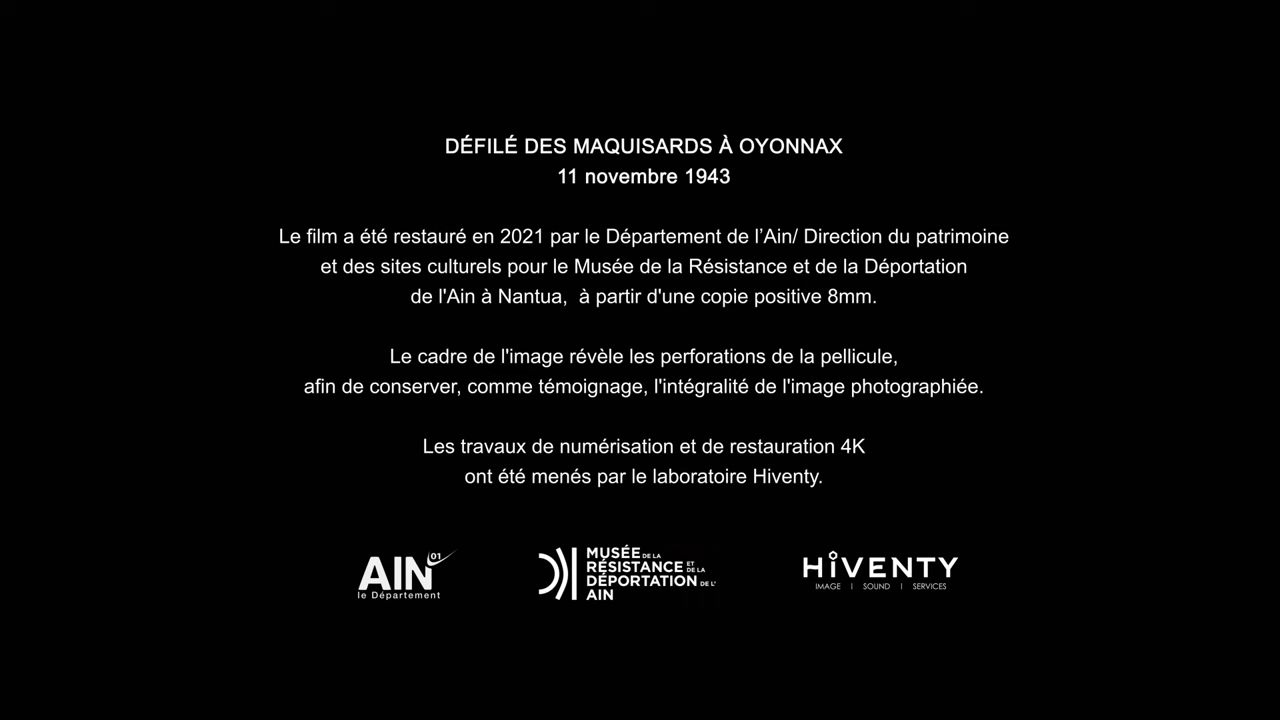 DÉFILÉ DES MAQUISARDS À OYONNAX
11 novembre 1943
Le film a été restauré en 2021 par le Département de l’Ain/ Direction du patrimoine
et des sites culturels pour le Musée de la Résistance et de la Déportation
de l'Ain à Nantua,  à partir d'une copie positive 8mm.
Le cadre de l'image révèle les perforations de la pellicule,
afin de conserver, comme témoignage, l'intégralité de l'image photographiée.
Les travaux de numérisation et de restauration 4K
ont été menés par le laboratoire Hiventy.
AIN 01
le Département
MUSÉE DE LA
RÉSISTANCE ET
DÉPORTATION DE LA DE L'
AIN
HiVENTY
IMAGE | SOUND | SERVICES